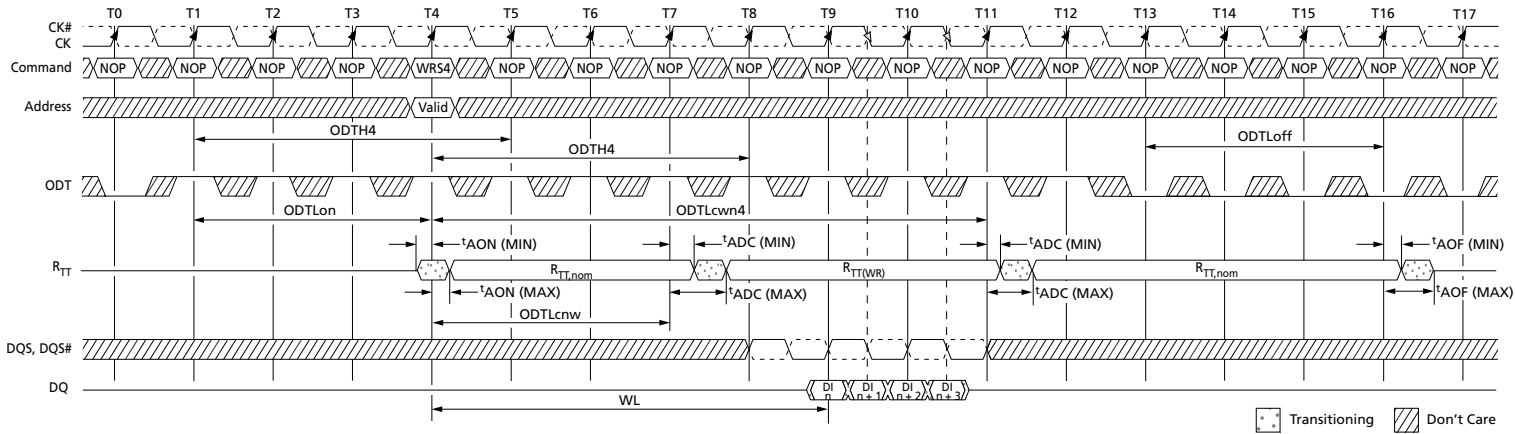 T0 T1 T2 T3 T4 T5 T6 T7 T8 T9 T10 T11 T12 T13 T14 T15 T16 T17
CK#
CK
Command NOP NOP NOP NOP WRS4 NOP NOP NOP NOP NOP NOP NOP NOP NOP NOP NOP NOP NOP
Address Valid
ODTH4 ODTLoff
ODTH4
ODT
ODTLon ODTLcwn4
tAON (MIN) tADC (MIN) tADC (MIN) tAOF (MIN)
RTT RTT,nom RTT(WR) RTT,nom
tAON (MAX) tADC (MAX) tADC (MAX) tAOF (MAX)
ODTLcnw
DQS, DQS#
DQ DI n DI n + 1 DI n + 2 DI n + 3
WL
Transitioning Don't Care